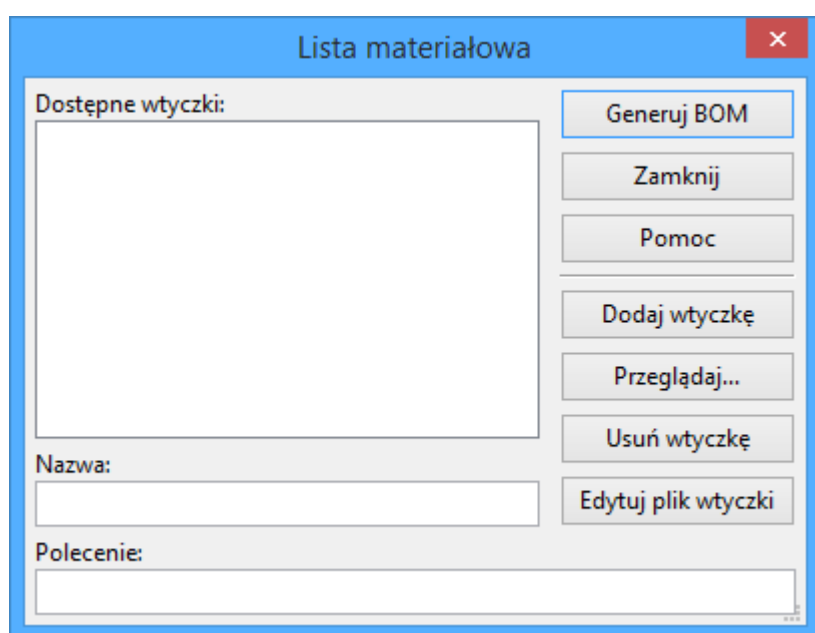 Lista materiałowa
Dostępne wtyczki:
Generuj BOM
Zamknij
Pomoc
Dodaj wtyczkę
Przeglądaj...
Usuń wtyczkę
Nazwa:
Edytuj plik wtyczki
Polecenie: